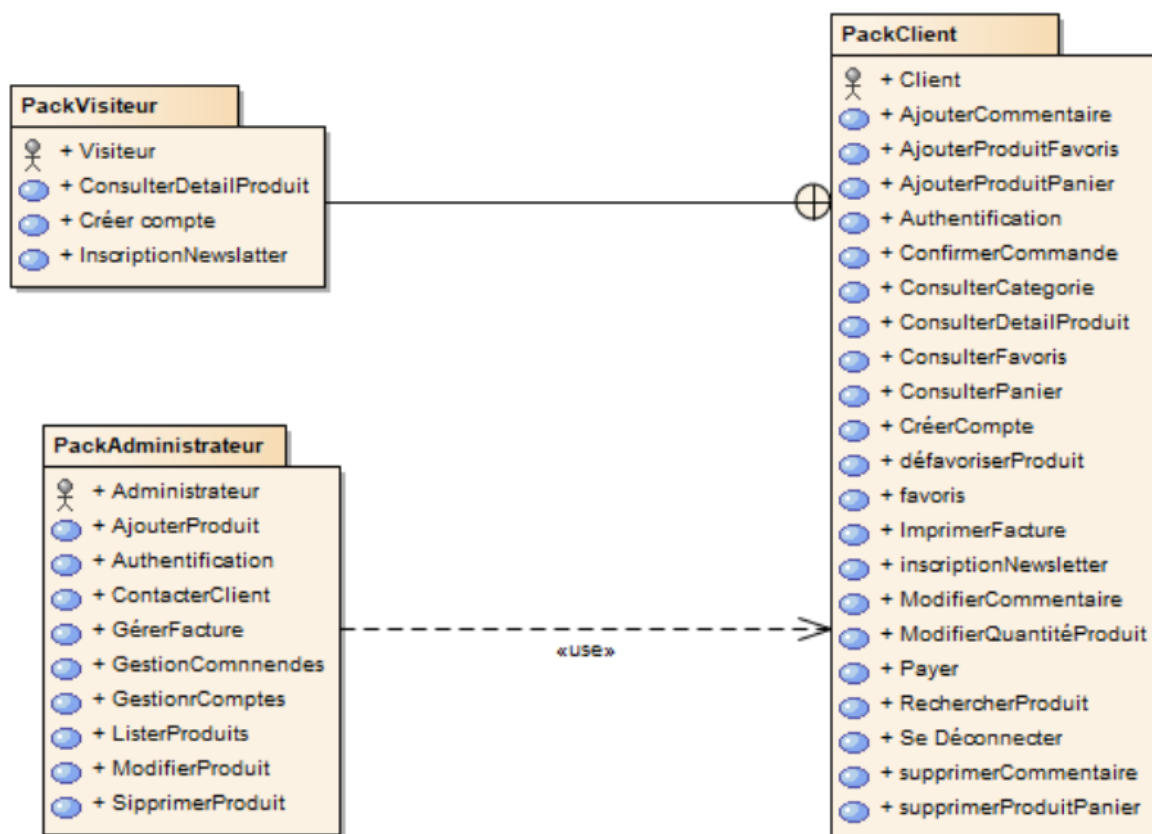 PackVisiteur
+ Visiteur
+ ConsulterDetailProduit
+ Créer compte
+ InscriptionNewslatter
PackAdministrateur
+ Administrateur
+ AjouterProduit
+ Authentification
+ ContacterClient
+ GérerFacture
+ GestionComnnendes
+ GestionrComptes
+ ListerProduits
+ ModifierProduit
+ SipprimerProduit
«use»
PackClient
+ Client
+ AjouterCommentaire
+ AjouterProduitFavoris
+ AjouterProduitPanier
+ Authentification
+ ConfirmerCommande
+ ConsulterCategorie
+ ConsulterDetailProduit
+ ConsulterFavoris
+ ConsulterPanier
+ CréerCompte
+ défavoriserProduit
+ favoris
+ ImprimerFacture
+ inscriptionNewsletter
+ ModifierCommentaire
+ ModifierQuantitéProduit
+ Payer
+ RechercherProduit
+ Se Déconnecter
+ supprimerCommentaire
+ supprimerProduitPanier